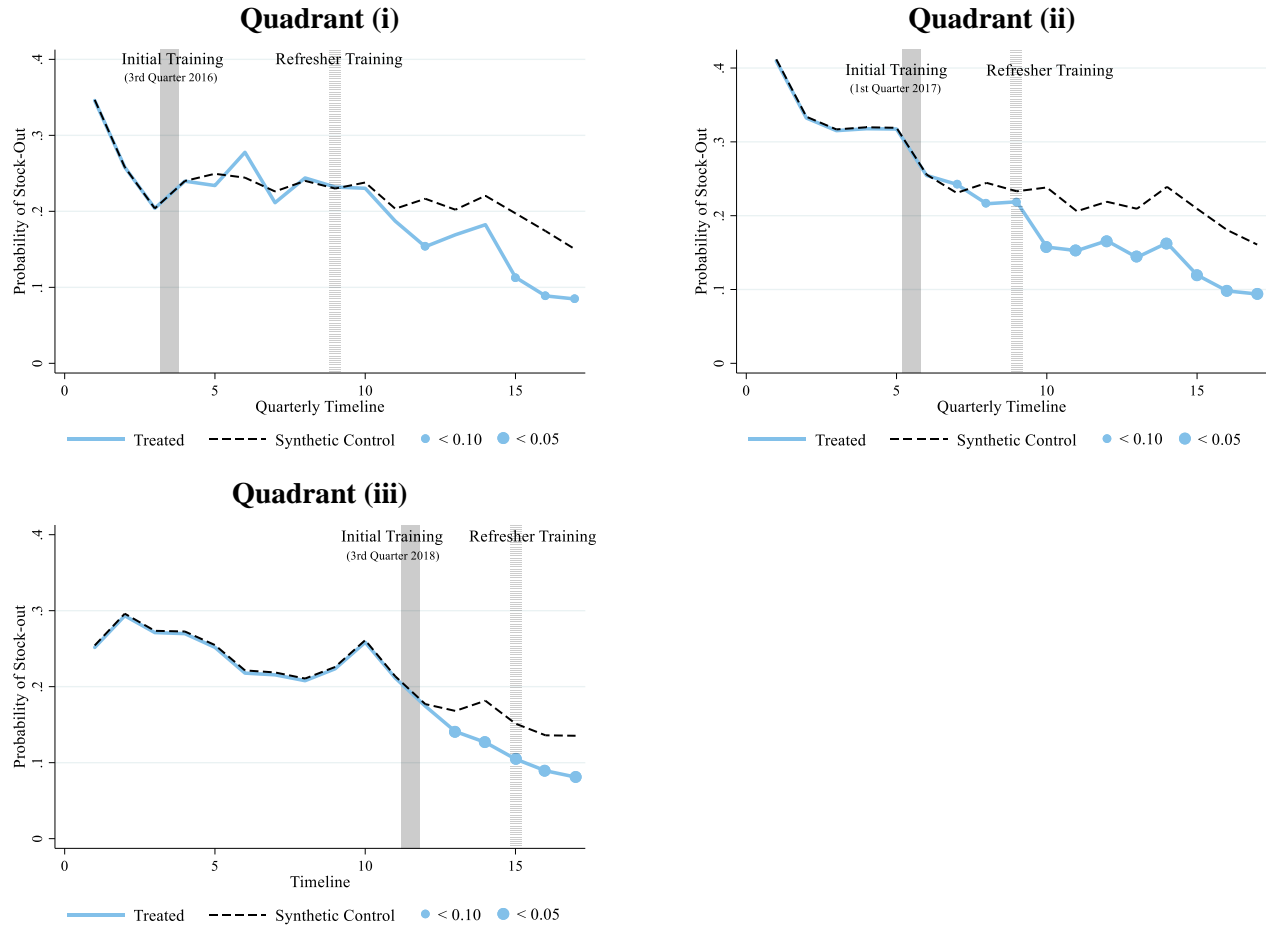 Quadrant (i)
Initial Training
(3rd Quarter 2016)
Refresher Training
Probability of Stock-Out
.4
.3
.2
.1
0
0 5 10 15
Quarterly Timeline
Treated Synthetic Control < 0.10 < 0.05
Quadrant (ii)
Initial Training
(1st Quarter 2017)
Refresher Training
Probability of Stock-Out
.4
.3
.2
.1
0
0 5 10 15
Quarterly Timeline
Treated Synthetic Control < 0.10 < 0.05
Quadrant (iii)
Initial Training
(3rd Quarter 2018)
Refresher Training
Probability of Stock-out
.4
.3
.2
.1
0
0 5 10 15
Timeline
Treated Synthetic Control < 0.10 < 0.05